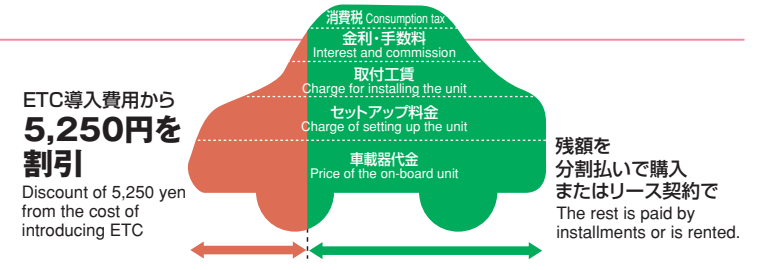 消費税 Consumption tax
金利・手数料
Interest and commission
取付工賃
Charge for installing the unit
セットアップ料金
Charge of setting up the unit
車載器代金
Price of the on-board unit
ETC導入費用から
5,250円を
割引
Discount of 5,250 yen
from the cost of
introducing ETC
残額を
分割払いで購入
またはリース契約で
The rest is paid by
installments or is rented.